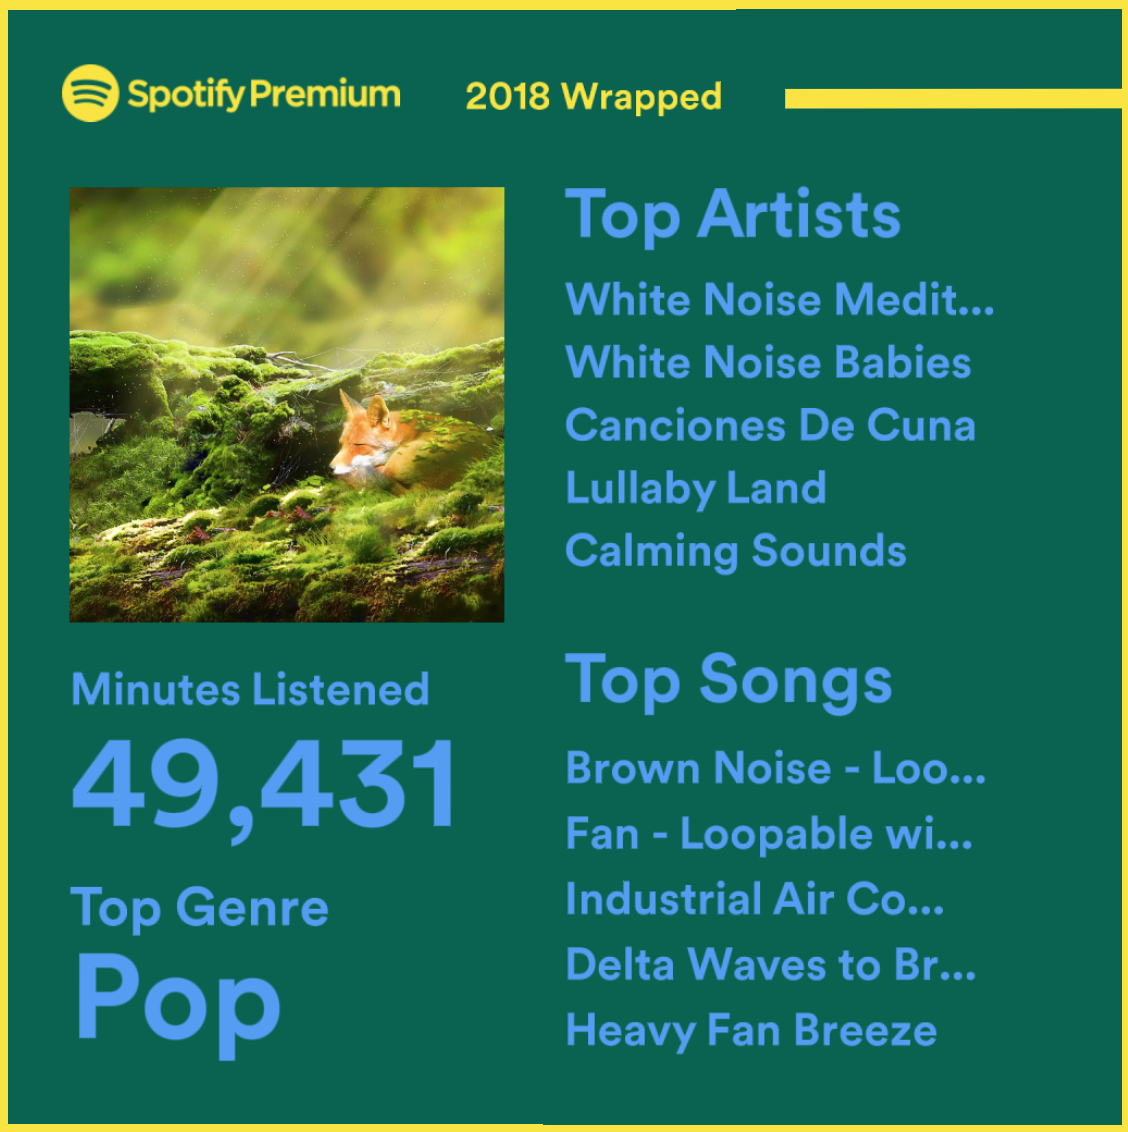 Spotify Premium
2018 Wrapped
Top Artists
White Noise Medit...
White Noise Babies
Canciones De Cuna
Lullaby Land
Calming Sounds
Minutes Listened
49,431
Top Genre
Pop
Top Songs
Brown Noise - Loo...
Fan - Loopable wi...
Industrial Air Co...
Delta Waves to Br...
Heavy Fan Breeze